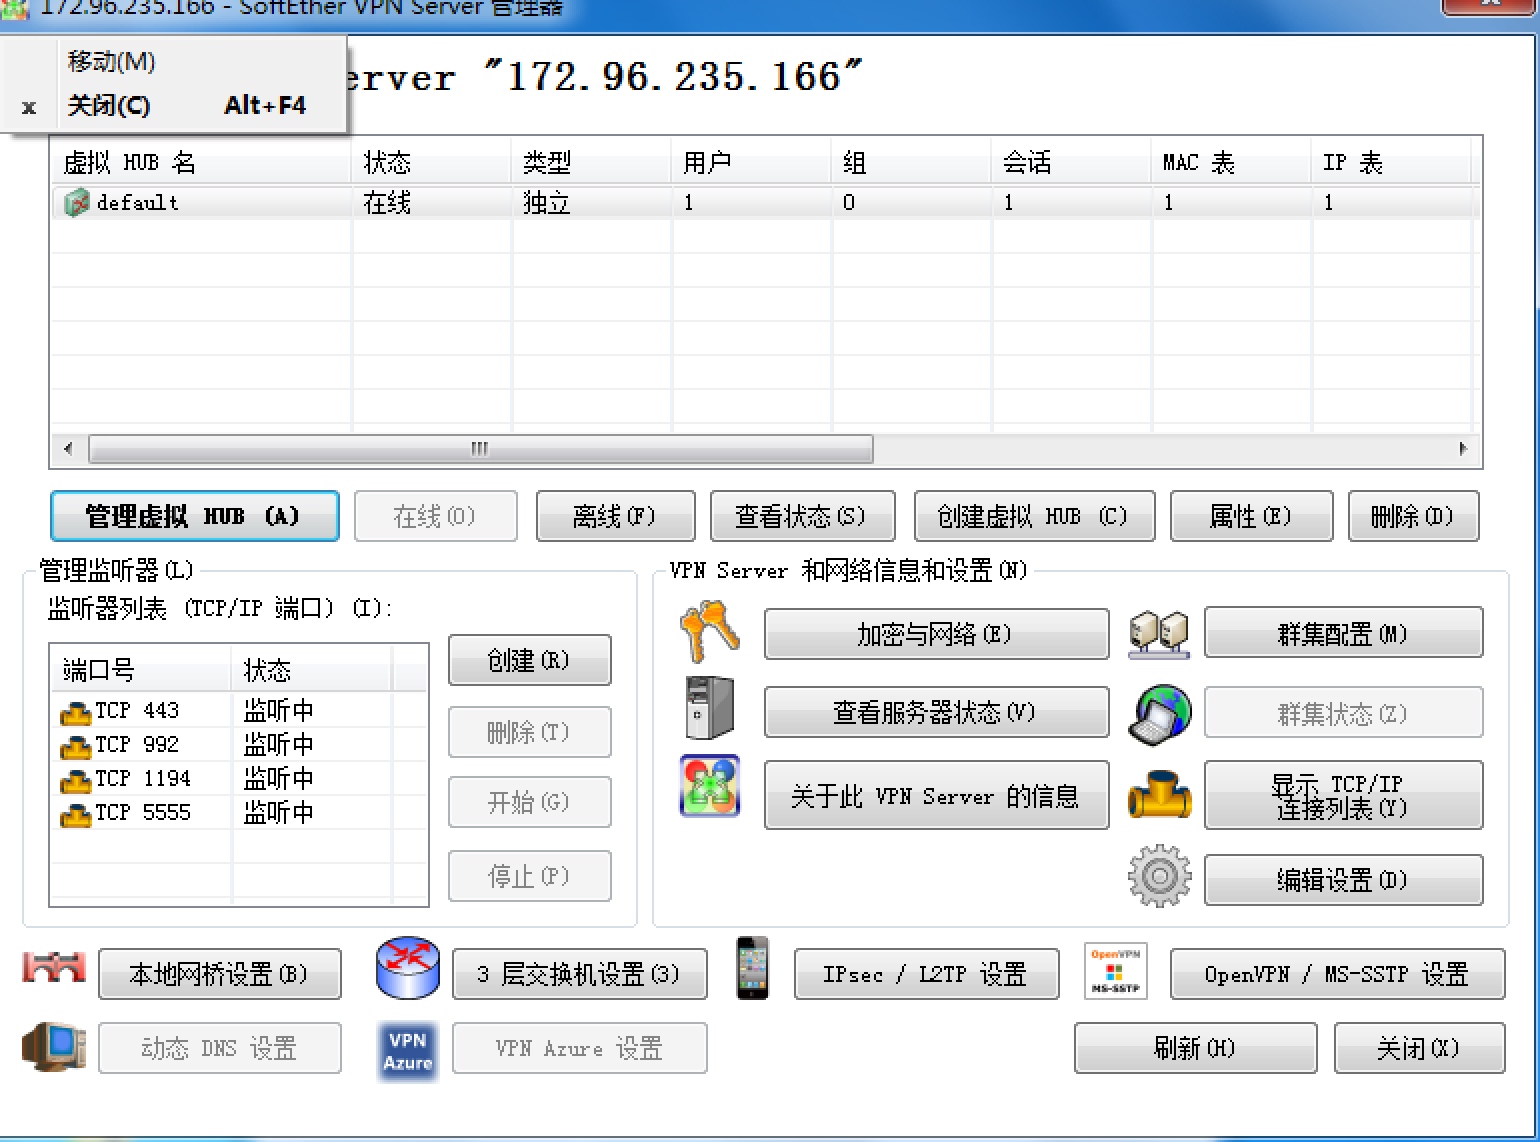 172.96.235.166 - SoftEther VPN Server 管理器
移动(M)
x 关闭(C) Alt+F4
erver "172.96.235.166"
虚拟 HUB 名 状态 类型 用户 组 会话 MAC 表 IP 表
default 在线 独立 1 0 1 1 1
管理虚拟 HUB (A) 在线(O) 离线(F) 查看状态(S) 创建虚拟 HUB (C) 属性(E) 删除(D)
管理监听器(L)
监听器列表 (TCP/IP 端口) (I):
端口号 状态
TCP 443 监听中
TCP 992 监听中
TCP 1194 监听中
TCP 5555 监听中
创建(R)
删除(T)
开始(G)
停止(P)
VPN Server 和网络信息和设置(N)
加密与网络(E) 群集配置(M)
查看服务器状态(V) 群集状态(Z)
关于此 VPN Server 的信息
显示 TCP/IP
连接列表(Y)
编辑设置(D)
本地网桥设置(B) 3 层交换机设置(3) IPsec / L2TP 设置
OpenVPN
MS-SSTP
OpenVPN / MS-SSTP 设置
动态 DNS 设置
VPN
Azure
VPN Azure 设置 刷新(H) 关闭(X)